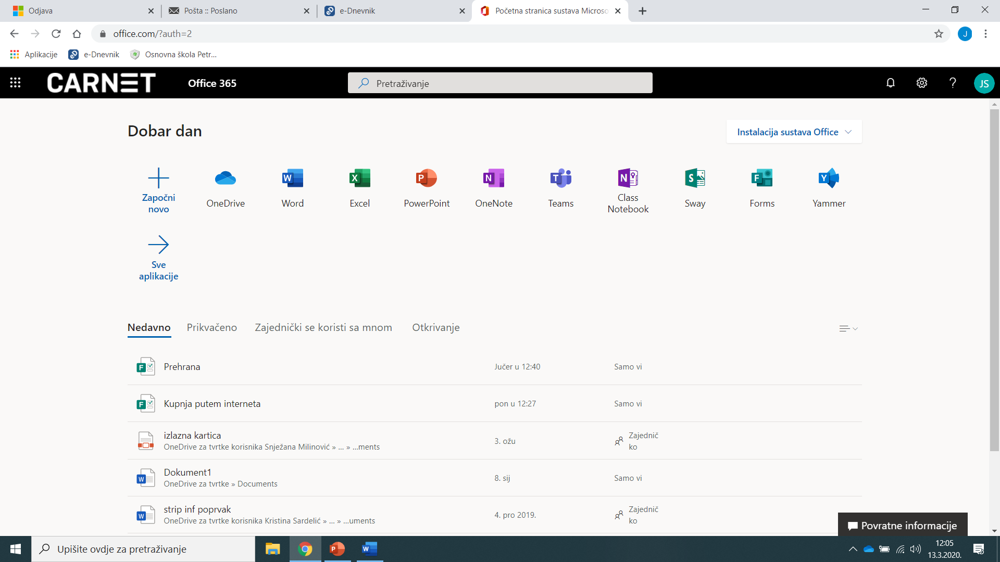 Odjava
Pošta :: Poslano
e-Dnevnik
Početna stranica sustava Microso
office.com/?auth=2
J
Aplikacije
e-Dnevnik
Osnovna škola Petr...
CARNET
Office 365
Pretraživanje
JS
Dobar dan
Instalacija sustava Office
Započni
novo
OneDrive
Word
Excel
PowerPoint
OneNote
Teams
Class
Notebook
Sway
Forms
Yammer
Sve
aplikacije
Nedavno
Prikvačeno
Zajednički se koristi sa mnom
Otkrivanje
Prehrana
Jučer u 12:40
Samo vi
Kupnja putem interneta
pon u 12:27
Samo vi
izlazna kartica
OneDrive za tvrtke korisnika Snježana Milinović » ... » ...ments
3. ožu
Zajednič
ko
Dokument1
OneDrive za tvrtke » Documents
8. sij
Samo vi
strip inf poprvak
OneDrive za tvrtke korisnika Kristina Sardelić » ... » ...uments
4. pro 2019.
Zajednič
ko
Povratne informacije
Upišite ovdje za pretraživanje
12:05
13.3.2020.